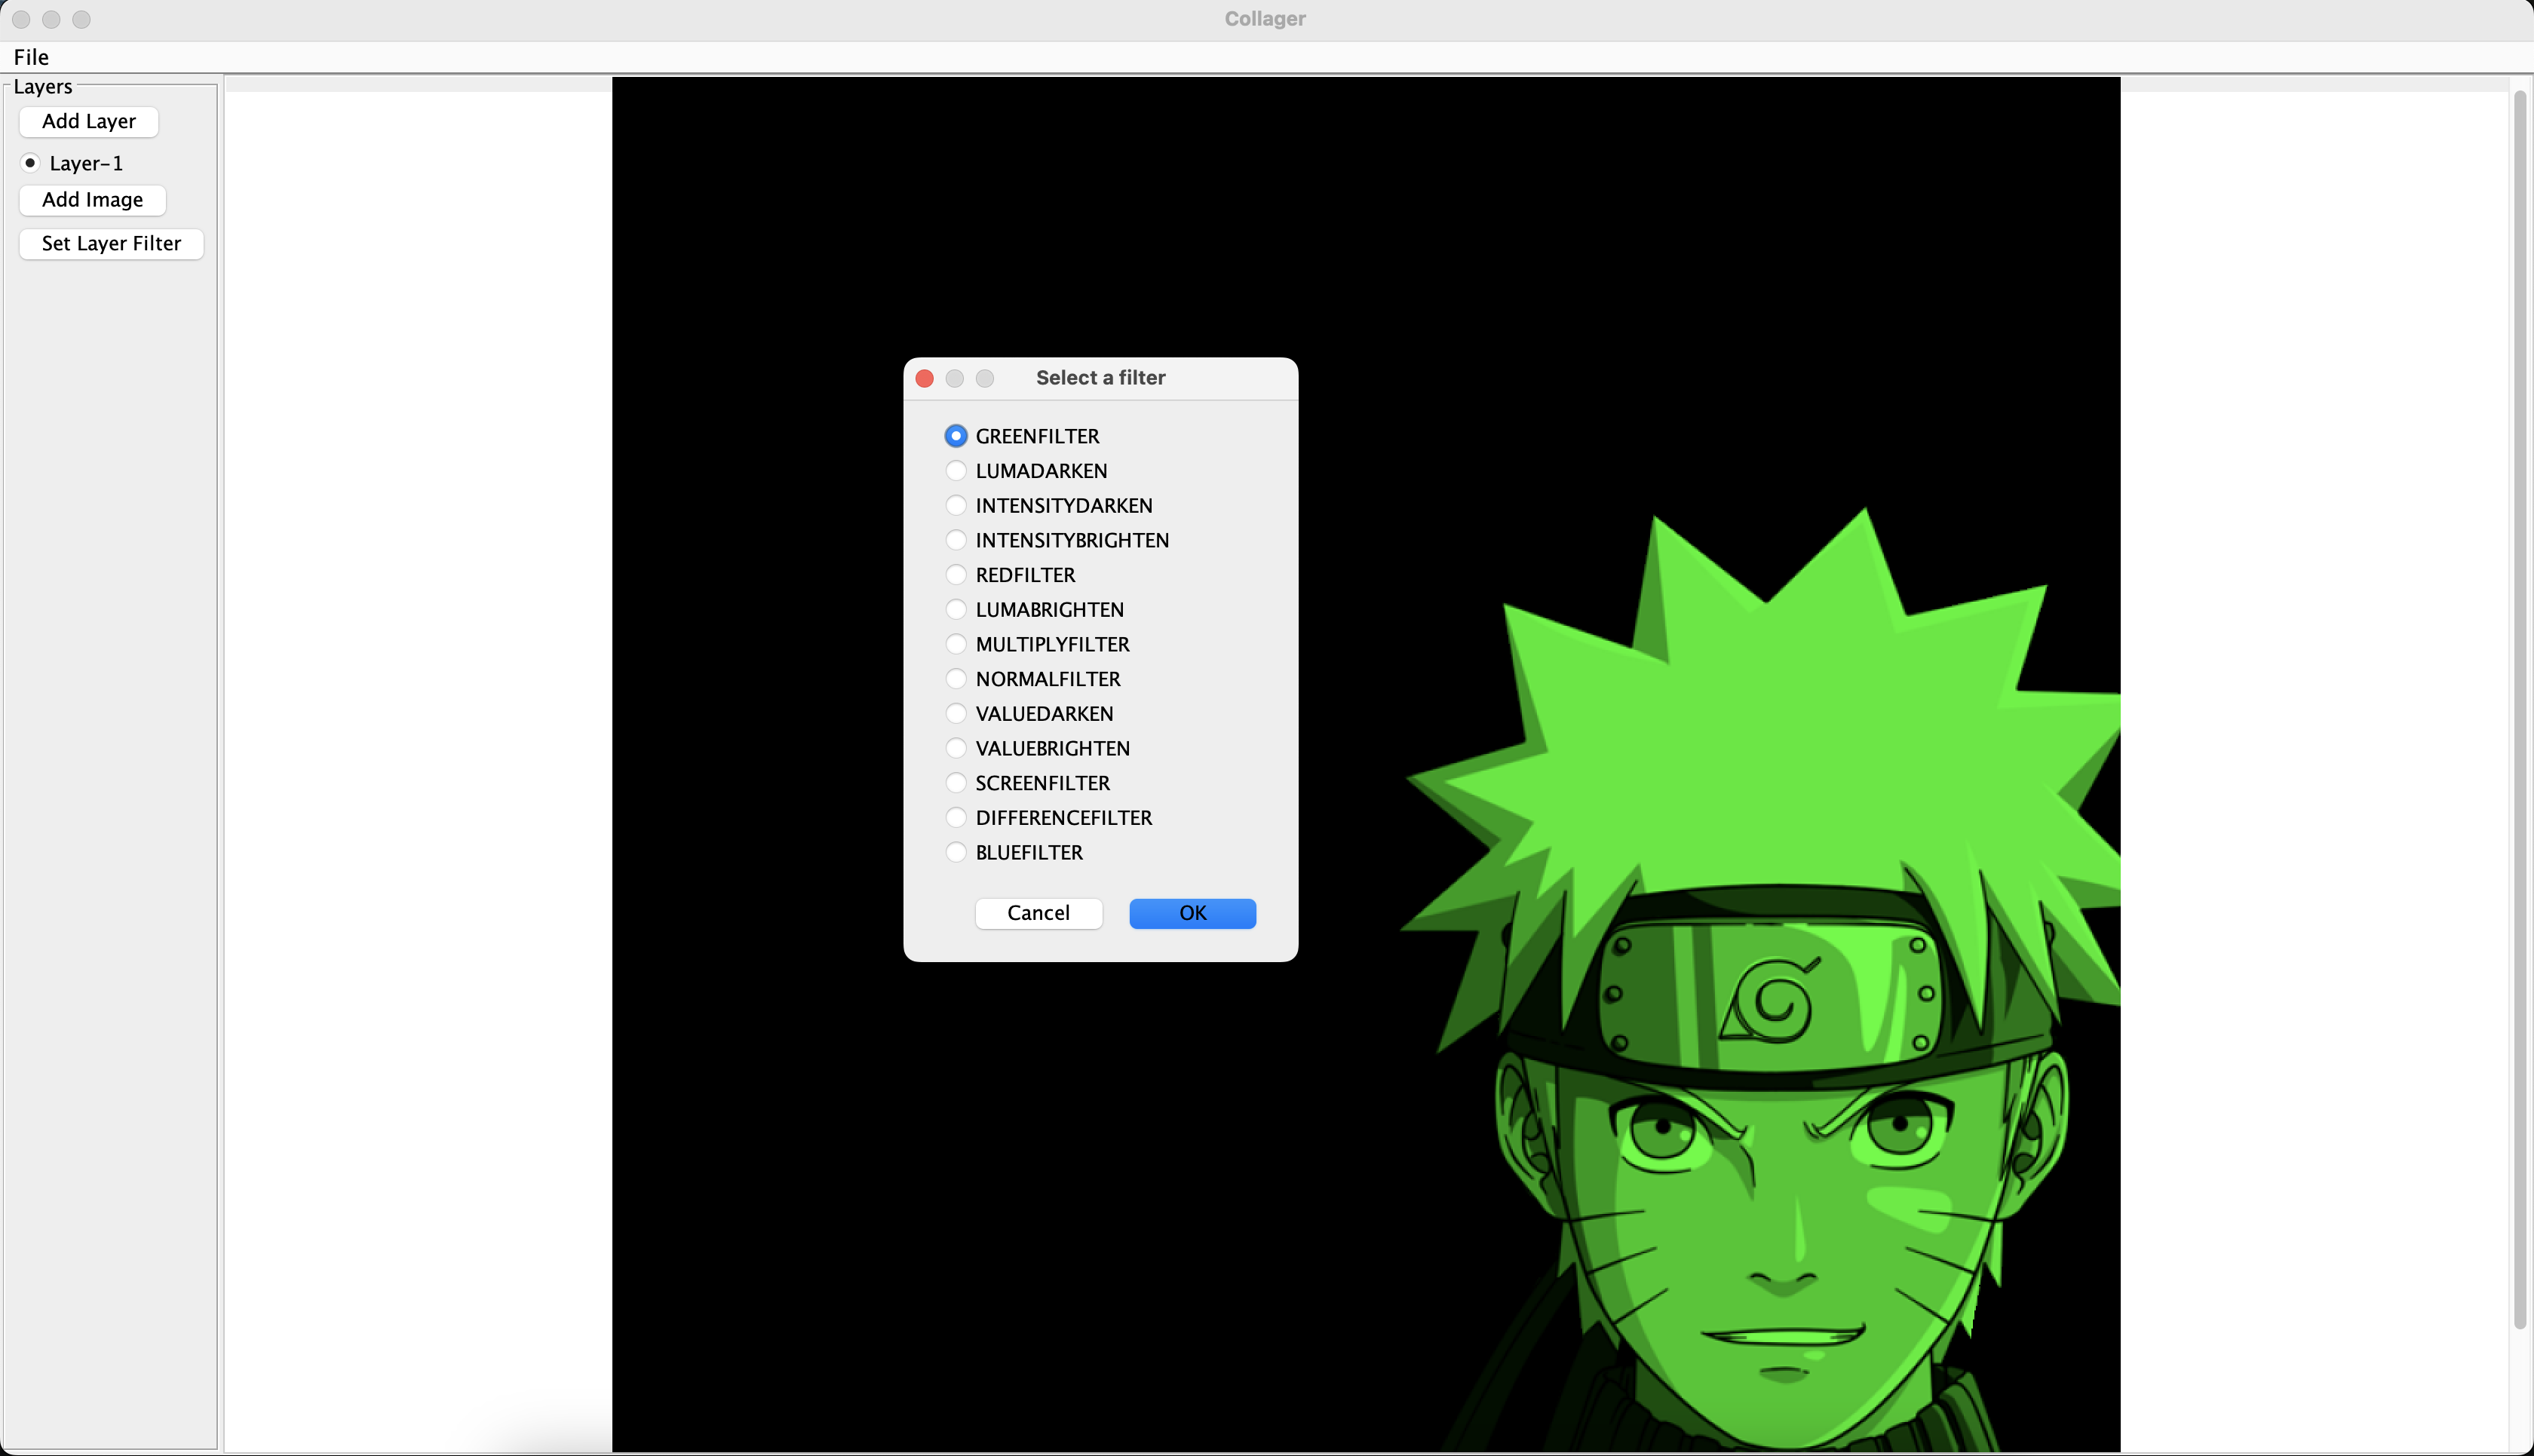 Collager
File
Layers
Add Layer
Layer-1
Add Image
Set Layer Filter
Select a filter
GREENFILTER
LUMADARKEN
INTENSITYDARKEN
INTENSITYBRIGHTEN
REDFILTER
LUMABRIGHTEN
MULTIPLYFILTER
NORMALFILTER
VALUEDARKEN
VALUEBRIGHTEN
SCREENFILTER
DIFFERENCEFILTER
BLUEFILTER
Cancel OK